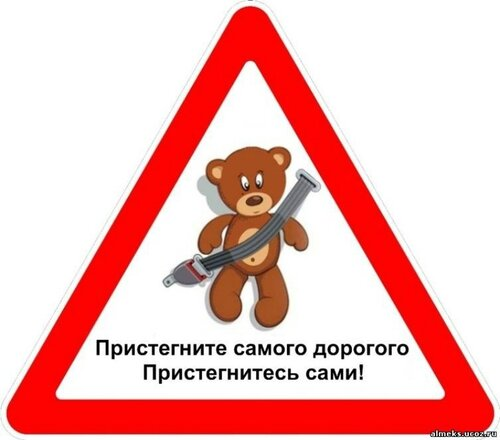 Пристегните самого дорогого
Пристегнитесь сами!
almeks.ucoz.ru